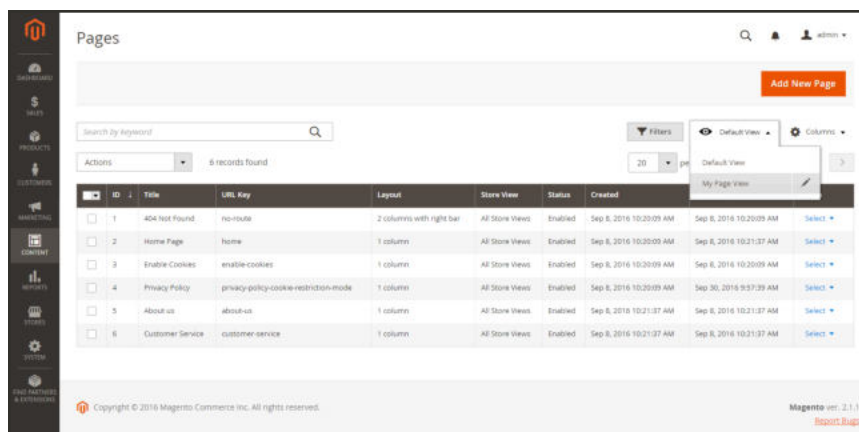 Pages
admin
DASHBOARD
SALES
PRODUCTS
CUSTOMERS
MARKETING
CONTENT
REPORTS
STORES
SYSTEM
FIND PARTNERS
& EXTENSIONS
Add New Page
Search by keyword
Filters
Default View
Columns
Actions
6 records found
20
pe
Default View
My Page View
ID ↓ Title URL Key Layout Store View Status Created
1 404 Not Found no-route 2 columns with right bar All Store Views Enabled Sep 8, 2016 10:20:09 AM Sep 8, 2016 10:20:09 AM Select
2 Home Page home 1 column All Store Views Enabled Sep 8, 2016 10:20:09 AM Sep 8, 2016 10:21:37 AM Select
3 Enable Cookies enable-cookies 1 column All Store Views Enabled Sep 8, 2016 10:20:09 AM Sep 8, 2016 10:20:09 AM Select
4 Privacy Policy privacy-policy-cookie-restriction-mode 1 column All Store Views Enabled Sep 8, 2016 10:20:09 AM Sep 30, 2016 9:57:39 AM Select
5 About us about-us 1 column All Store Views Enabled Sep 8, 2016 10:21:37 AM Sep 8, 2016 10:21:37 AM Select
6 Customer Service customer-service 1 column All Store Views Enabled Sep 8, 2016 10:21:37 AM Sep 8, 2016 10:21:37 AM Select
Copyright © 2016 Magento Commerce Inc. All rights reserved.
Magento ver. 2.1.1
Report Bugs